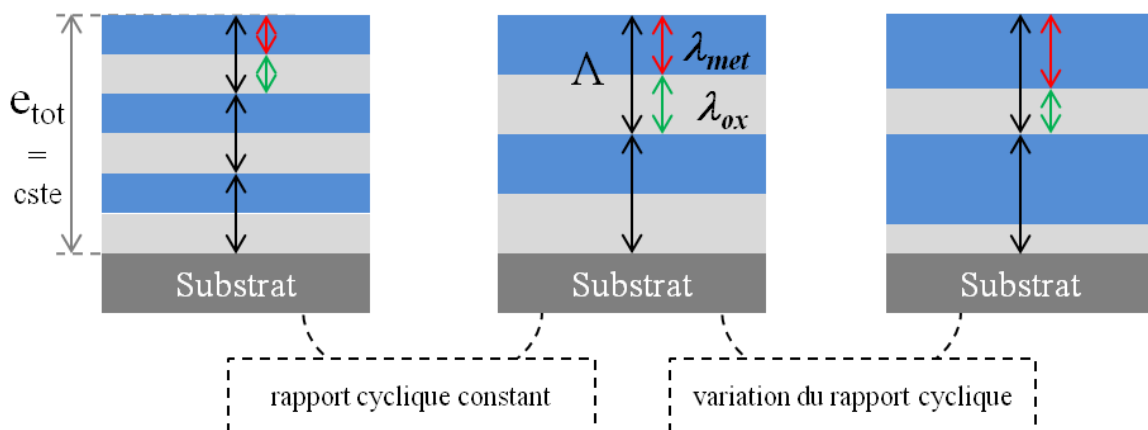 e_tot
=
cste
Λ
λ_met
λ_ox
Substrat
Substrat
Substrat
rapport cyclique constant
variation du rapport cyclique